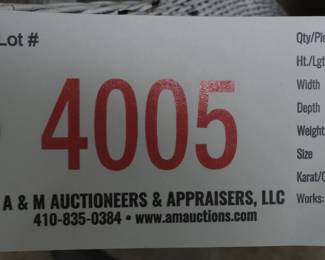 Lot #
4005
A & M AUCTIONEERS & APPRAISERS, LLC
410-835-0384 • www.amauctions.com
Qty/Pie
Ht./Lgt
Width
Depth
Weight
Size
Karat/C
Works: